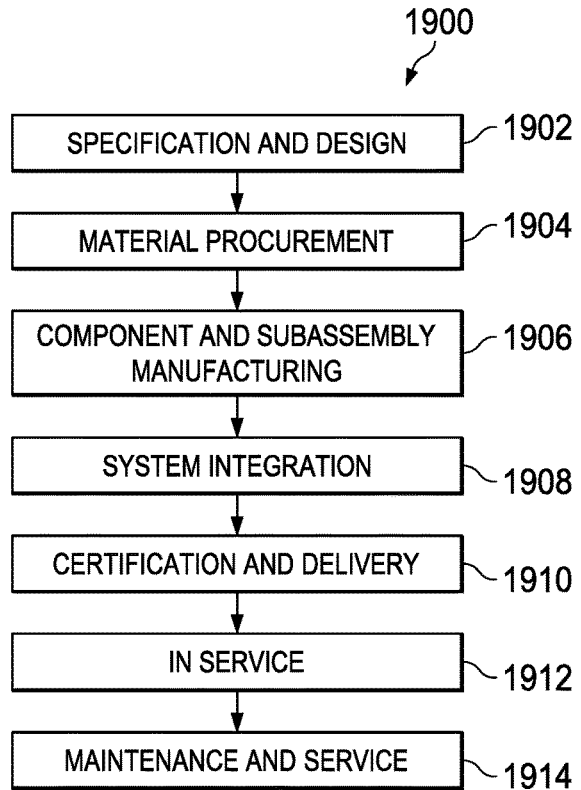 1900
SPECIFICATION AND DESIGN
1902
MATERIAL PROCUREMENT
1904
COMPONENT AND SUBASSEMBLY
MANUFACTURING
1906
SYSTEM INTEGRATION
1908
CERTIFICATION AND DELIVERY
1910
IN SERVICE
1912
MAINTENANCE AND SERVICE
1914